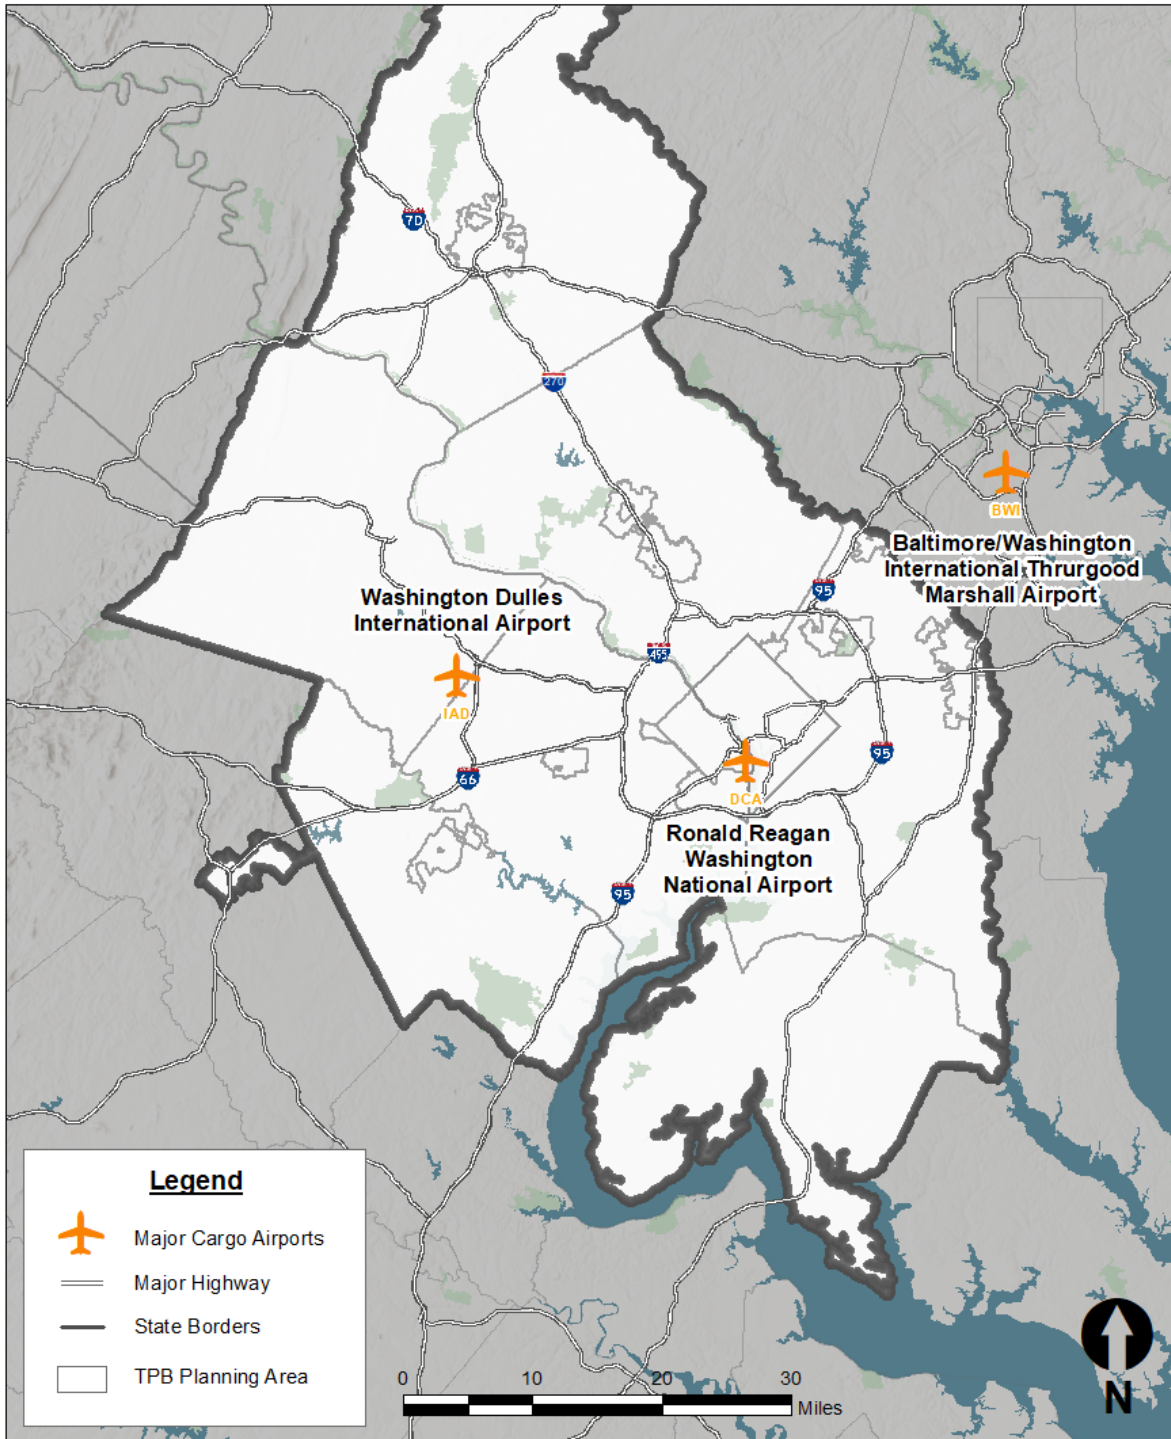 7D
270
BWI
Baltimore/Washington
International Thrurgood
Marshall Airport
95
Washington Dulles
International Airport
495
IAD
66
95
DCA
Ronald Reagan
Washington
National Airport
95
Legend
Major Cargo Airports
Major Highway
State Borders
TPB Planning Area
0 10 20 30
Miles
N